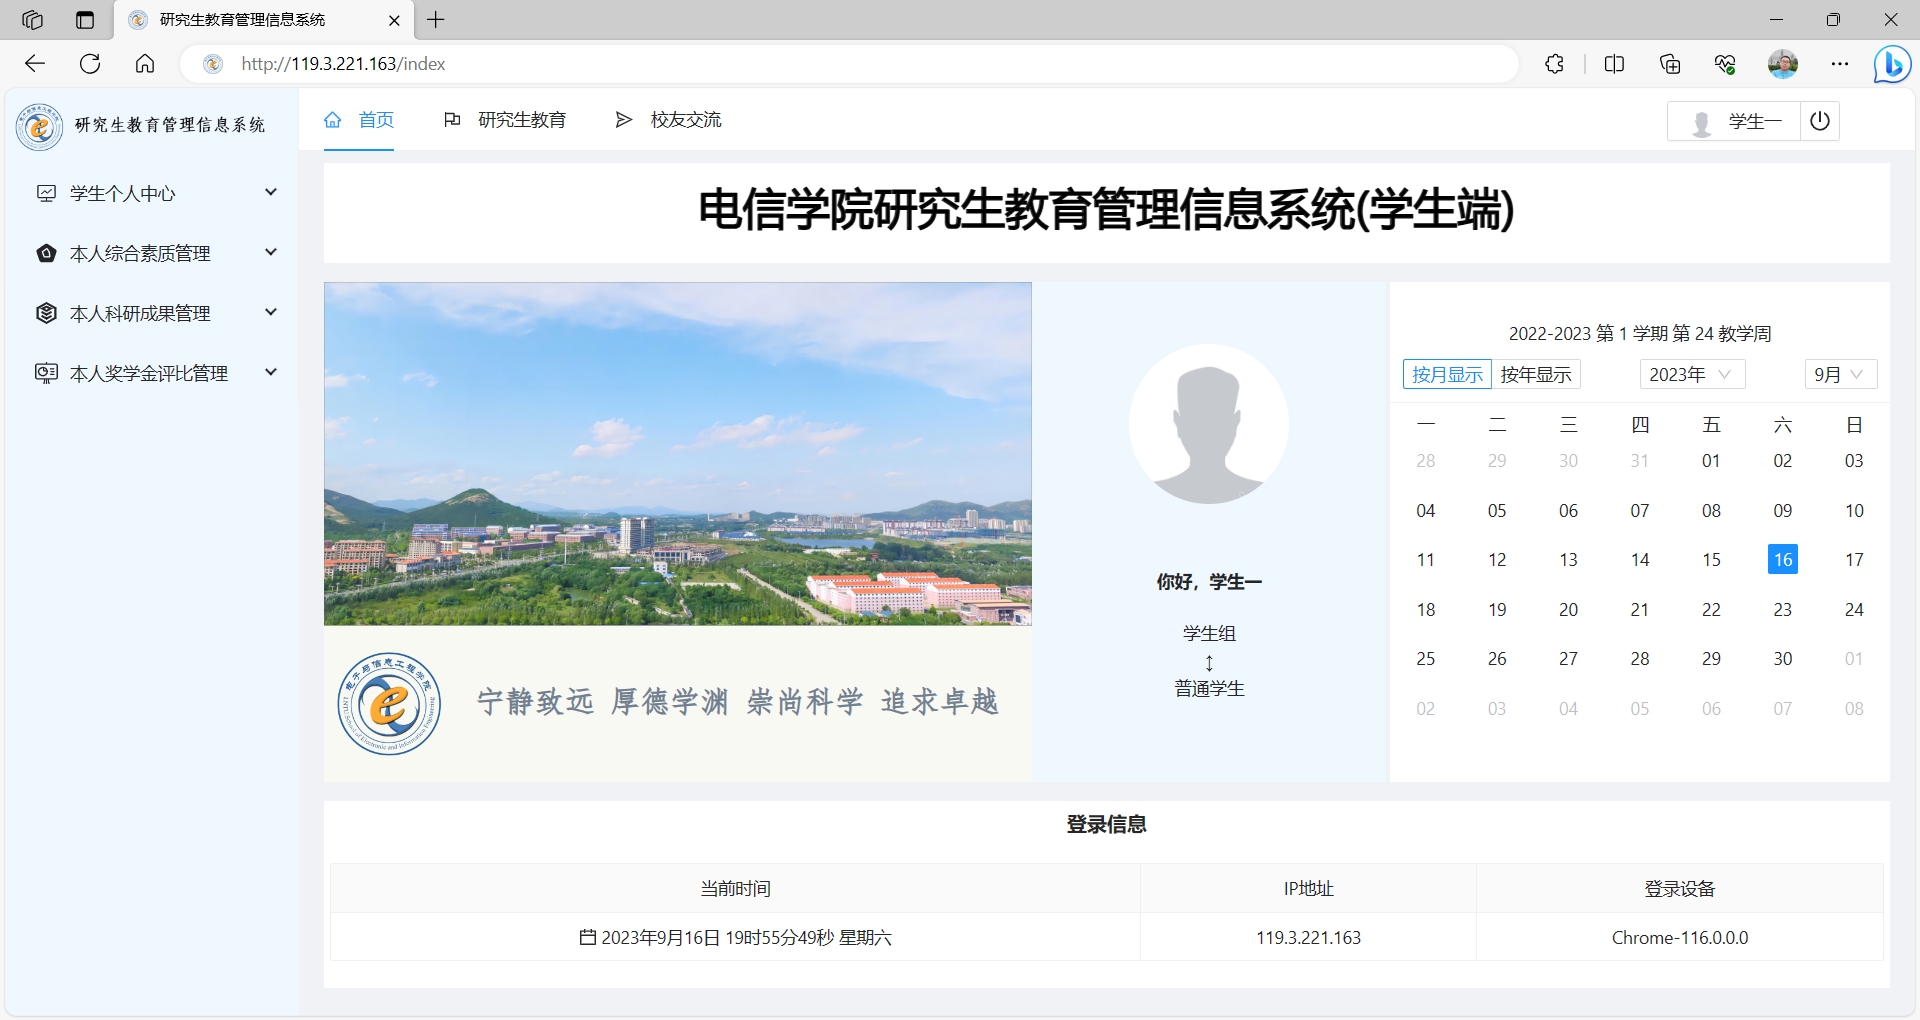 研究生教育管理信息系统
http://119.3.221.163/index
研究生教育管理信息系统
首页
研究生教育
校友交流
学生一
学生个人中心
本人综合素质管理
本人科研成果管理
本人奖学金评比管理
电信学院研究生教育管理信息系统(学生端)
电子与信息工程学院
e
宁静致远 厚德学渊 崇尚科学 追求卓越
你好，学生一
学生组
普通学生
2022-2023 第 1 学期 第 24 教学周
按月显示 按年显示 2023年 9月
一 二 三 四 五 六 日
28 29 30 31 01 02 03
04 05 06 07 08 09 10
11 12 13 14 15 16 17
18 19 20 21 22 23 24
25 26 27 28 29 30 01
02 03 04 05 06 07 08
登录信息
当前时间 IP地址 登录设备
2023年9月16日 19时55分49秒 星期六 119.3.221.163 Chrome-116.0.0.0